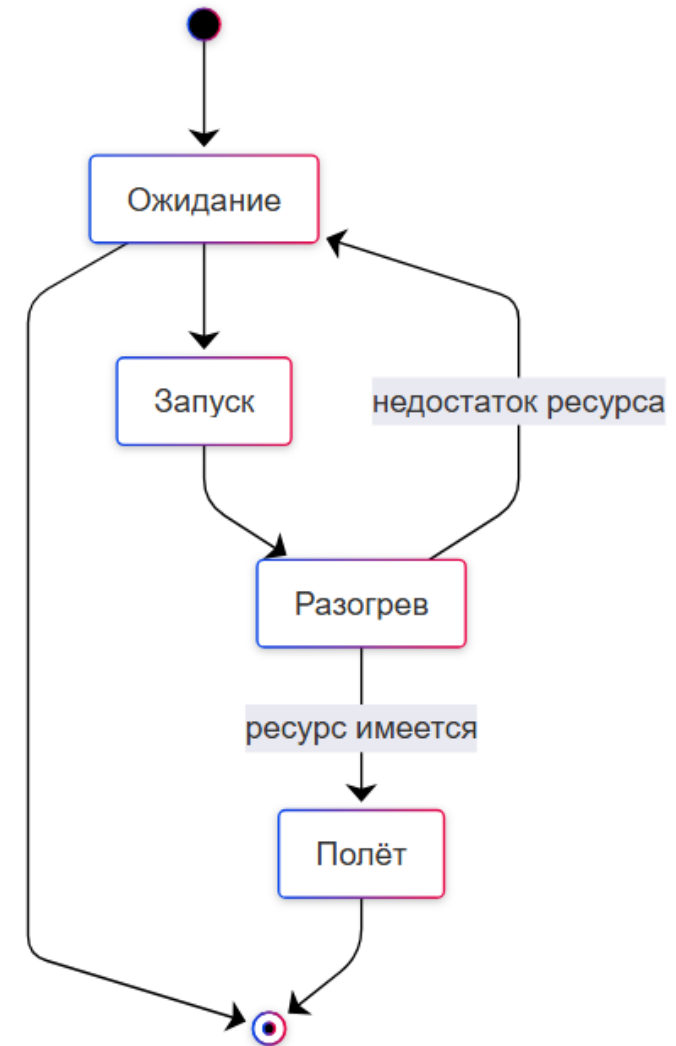 Ожидание
Запуск
недостаток ресурса
Разогрев
ресурс имеется
Полёт